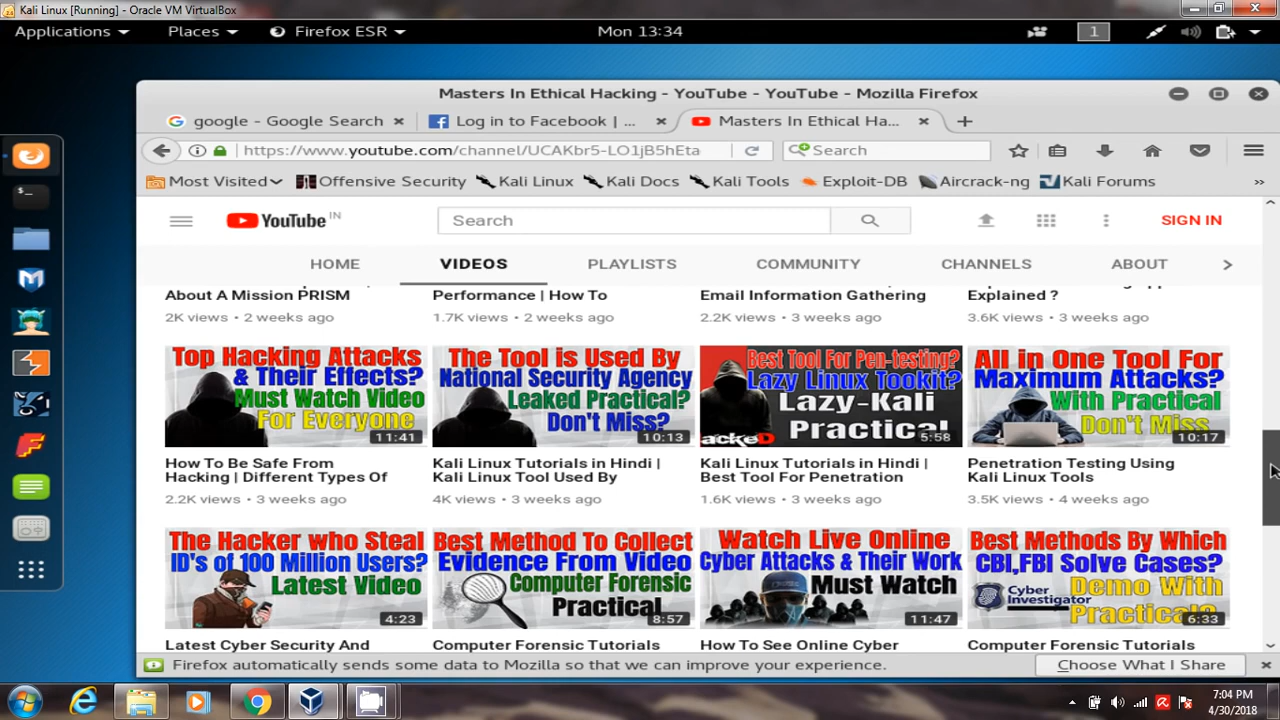 Kali Linux [Running] - Oracle VM VirtualBox
Applications Places Firefox ESR Mon 13:34 1
Masters In Ethical Hacking - YouTube - YouTube - Mozilla Firefox
google - Google Search Log in to Facebook | ... Masters In Ethical Ha...
https://www.youtube.com/channel/UCAKbr5-LO1jB5hEta Search
Most Visited Offensive Security Kali Linux Kali Docs Kali Tools Exploit-DB Aircrack-ng Kali Forums »
YouTube IN Search SIGN IN
HOME VIDEOS PLAYLISTS COMMUNITY CHANNELS ABOUT
About A Mission PRISM Performance | How To Email Information Gathering Explained ?
2K views • 2 weeks ago 1.7K views • 2 weeks ago 2.2K views • 3 weeks ago 3.6K views • 3 weeks ago
Top Hacking Attacks
& Their Effects?
Must Watch Video
For Everyone
11:41
The Tool is Used By
National Security Agency
Leaked Practical?
Don't Miss?
10:13
Best Tool For Pen-testing?
Lazy Linux Tookit?
Lazy-Kali
Practical
ackeD
5:58
All in One Tool For
Maximum Attacks?
With Practical
Don't Miss
10:17
How To Be Safe From
Hacking | Different Types Of
2.2K views • 3 weeks ago
Kali Linux Tutorials in Hindi |
Kali Linux Tool Used By
4K views • 3 weeks ago
Kali Linux Tutorials in Hindi |
Best Tool For Penetration
1.6K views • 3 weeks ago
Penetration Testing Using
Kali Linux Tools
3.5K views • 4 weeks ago
The Hacker who Steal
ID's of 100 Million Users?
Latest Video
4:23
Best Method To Collect
Evidence From Video
Computer Forensic
Practical
8:57
Watch Live Online
Cyber Attacks & Their Work
Must Watch
11:47
Best Methods By Which
CBI,FBI Solve Cases?
Demo With
Practical?
Cyber
Investigator
6:33
Latest Cyber Security And Computer Forensic Tutorials How To See Online Cyber Computer Forensic Tutorials
Firefox automatically sends some data to Mozilla so that we can improve your experience. Choose What I Share
7:04 PM
4/30/2018